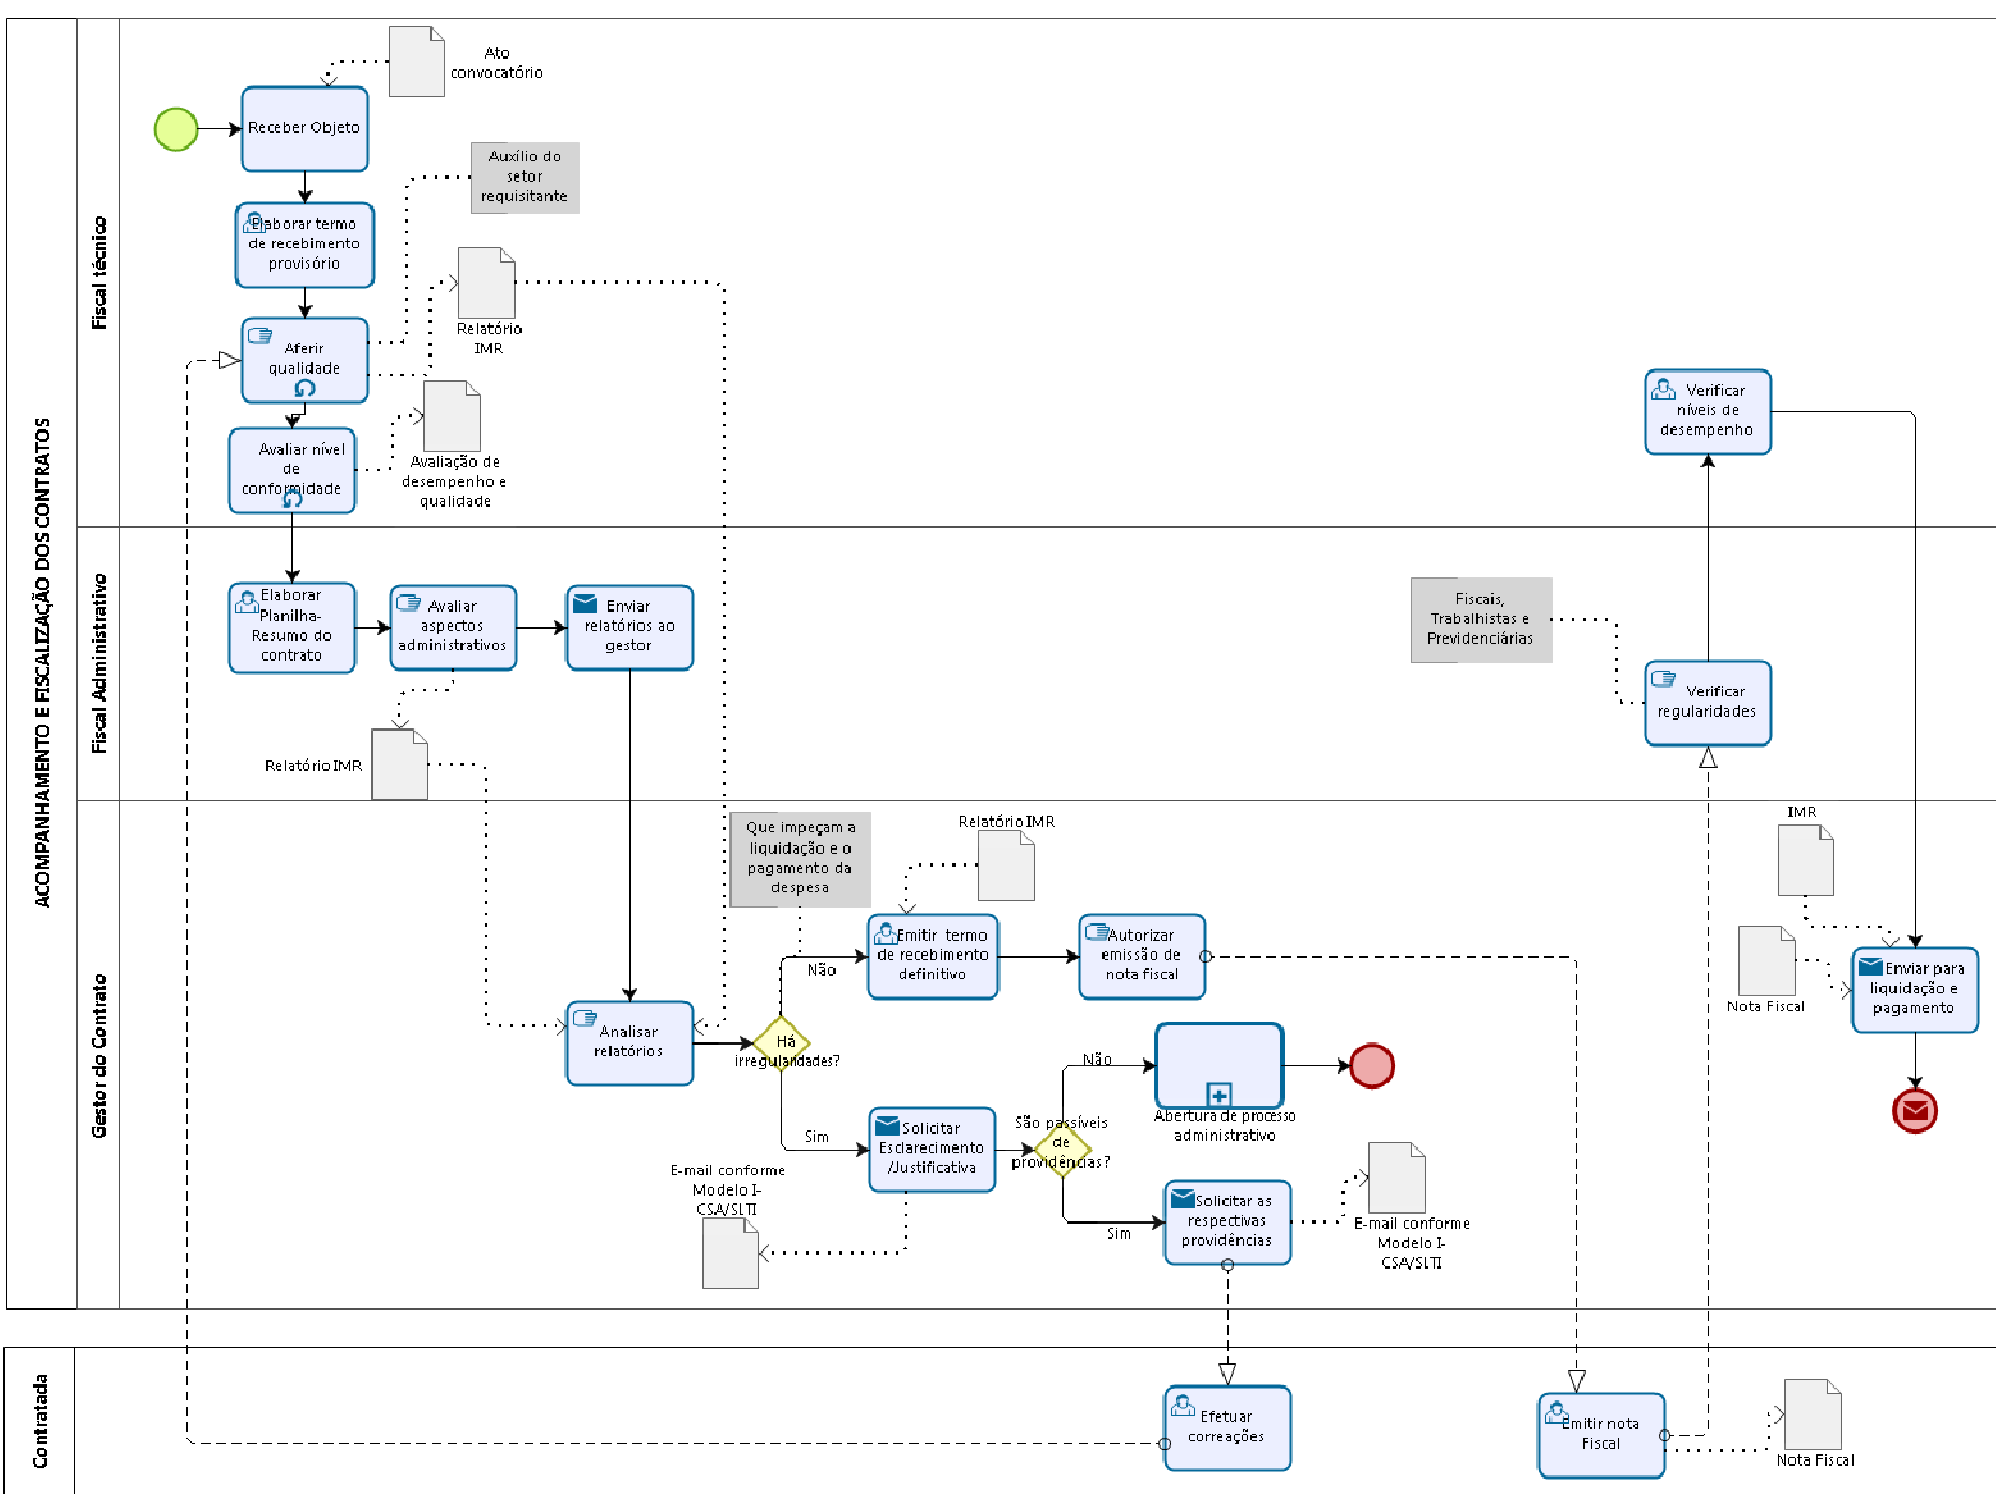 ACOMPANHAMENTO E FISCALIZAÇÃO DOS CONTRATOS
Fiscal técnico
Ato
convocatório
Receber Objeto
Auxílio do
setor
requisitante
Elaborar termo
de recebimento
provisório
Relatório
IMR
Aferir
qualidade
Avaliar nível
de
conformidade
Avaliação de
desempenho e
qualidade
Verificar
níveis de
desempenho
Fiscal Administrativo
Elaborar
Planilha-
Resumo do
contrato
Avaliar
aspectos
administrativos
Enviar
relatórios ao
gestor
Relatório IMR
Fiscais,
Trabalhistas e
Previdenciárias
Verificar
regularidades
Gestor do Contrato
Que impeçam a
liquidação e o
pagamento da
despesa
Relatório IMR
IMR
Emitir termo
de recebimento
definitivo
Autorizar
emissão de
nota fiscal
Não
Nota Fiscal
Enviar para
liquidação e
pagamento
Analisar
relatórios
Há
irregularidades?
Sim
Solicitar
Esclarecimento
/Justificativa
E-mail conforme
Modelo I-
CSA/SLTI
São passíveis
de
providências?
Não
Abertura de processo
administrativo
Sim
Solicitar as
respectivas
providências
E-mail conforme
Modelo I-
CSA/SLTI
Contratada
Efetuar
correações
Emitir nota
Fiscal
Nota Fiscal